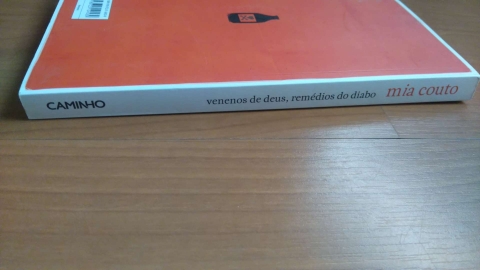 CAMINHO
venenos de deus, remédios do diabo
mia couto